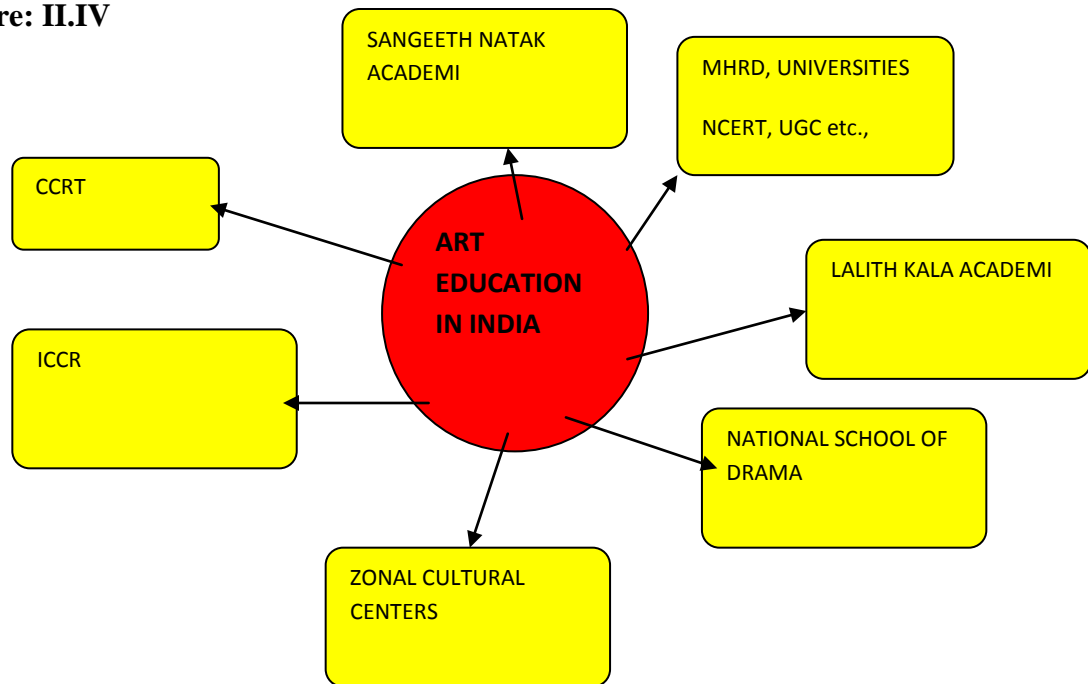 re: II.IV
SANGEETH NATAK
ACADEMI
MHRD, UNIVERSITIES
NCERT, UGC etc.,
CCRT
ART
EDUCATION
IN INDIA
LALITH KALA ACADEMI
ICCR
NATIONAL SCHOOL OF
DRAMA
ZONAL CULTURAL
CENTERS